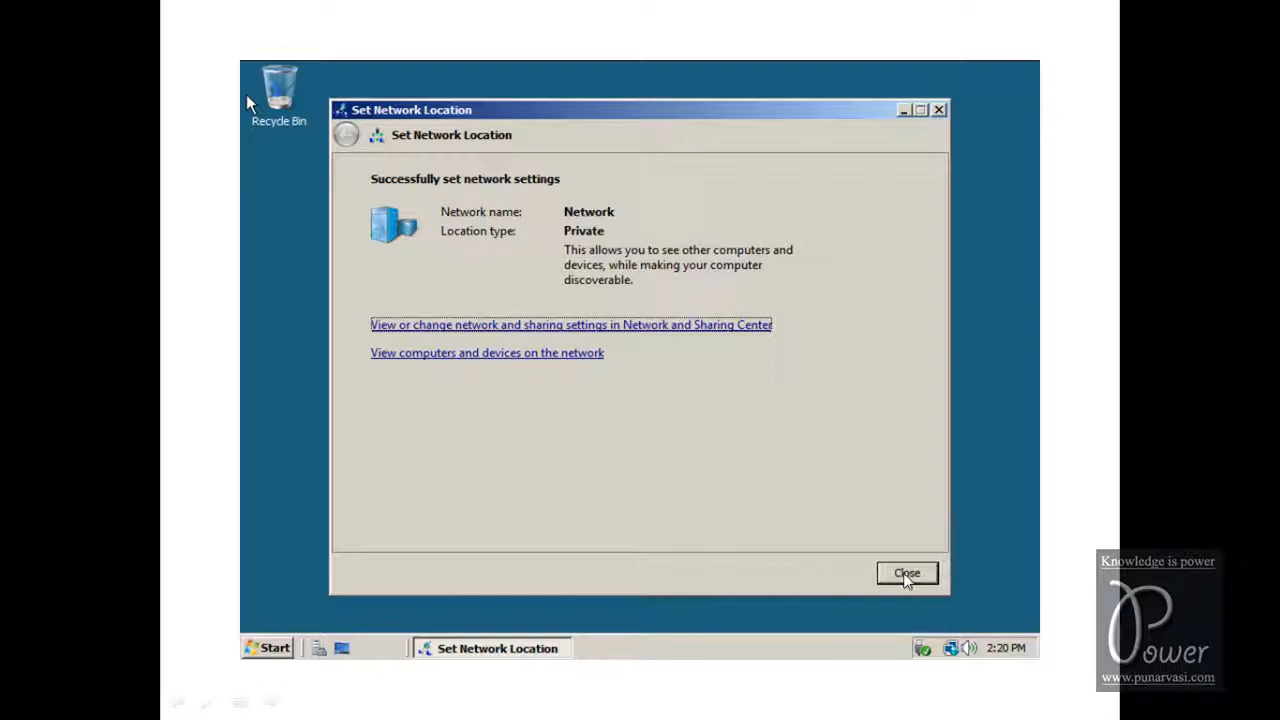 Recycle Bin
Set Network Location
Set Network Location
Successfully set network settings
Network name: Network
Location type: Private
This allows you to see other computers and
devices, while making your computer
discoverable.
View or change network and sharing settings in Network and Sharing Center
View computers and devices on the network
Close
Start
Set Network Location
2:20 PM
Knowledge is power
Power
www.punarvasi.com